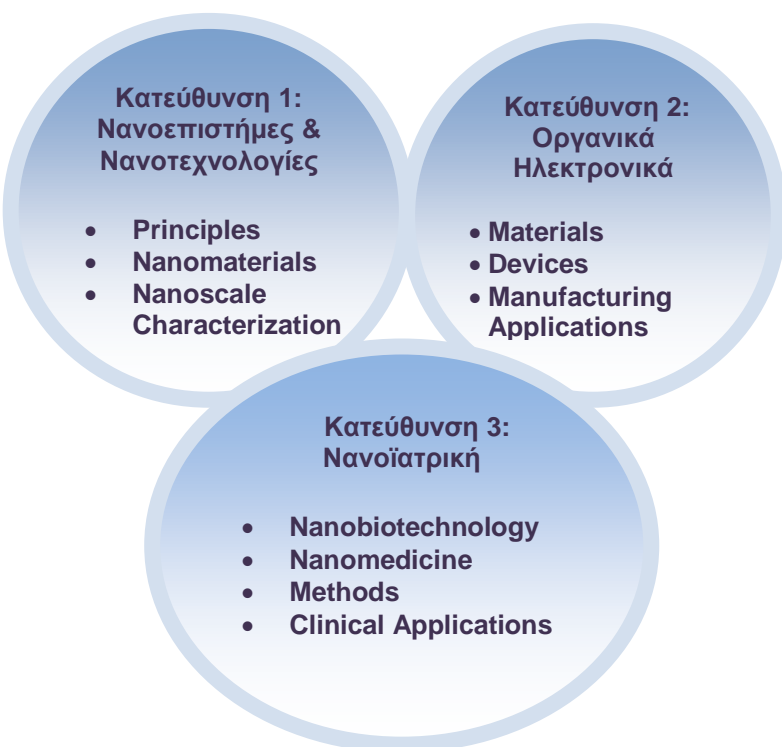 Κατεύθυνση 1:
Νανοεπιστήμες &
Νανοτεχνολογίες
• Principles
• Nanomaterials
• Nanoscale
Characterization
Κατεύθυνση 2:
Οργανικά
Ηλεκτρονικά
• Materials
• Devices
• Manufacturing
Applications
Κατεύθυνση 3:
Νανοϊατρική
• Nanobiotechnology
• Nanomedicine
• Methods
• Clinical Applications